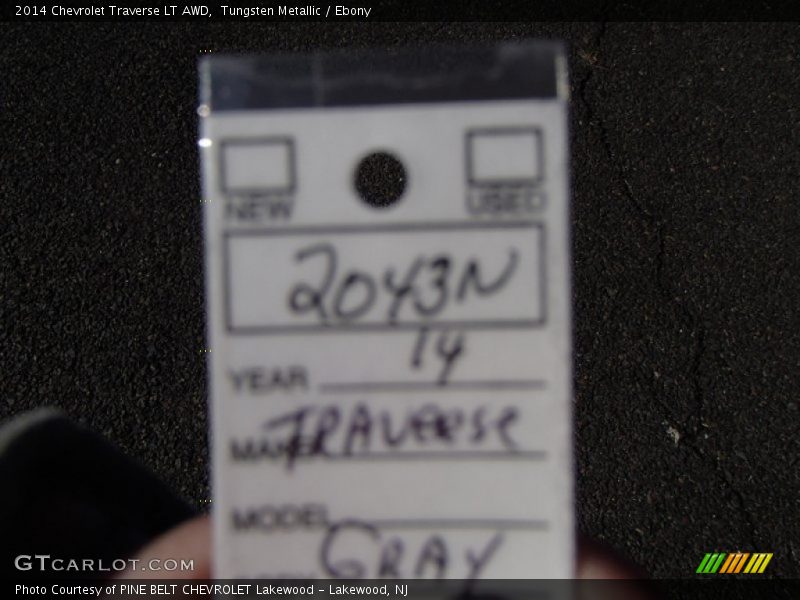 2014 Chevrolet Traverse LT AWD, Tungsten Metallic / Ebony
NEW
USED
2043N
YEAR 14
MAKE TRAVERSE
MODEL
GRAY
GTCARLOT.COM
Photo Courtesy of PINE BELT CHEVROLET Lakewood - Lakewood, NJ